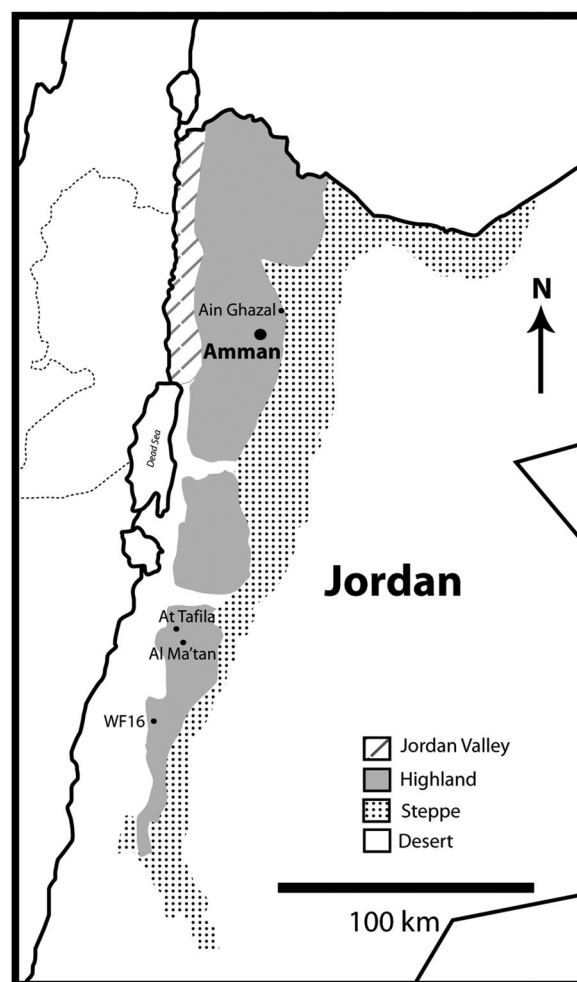 Ain Ghazal
N
Amman
Dead Sea
Jordan
At Tafila
Al Ma'tan
WF16
Jordan Valley
Highland
Steppe
Desert
100 km